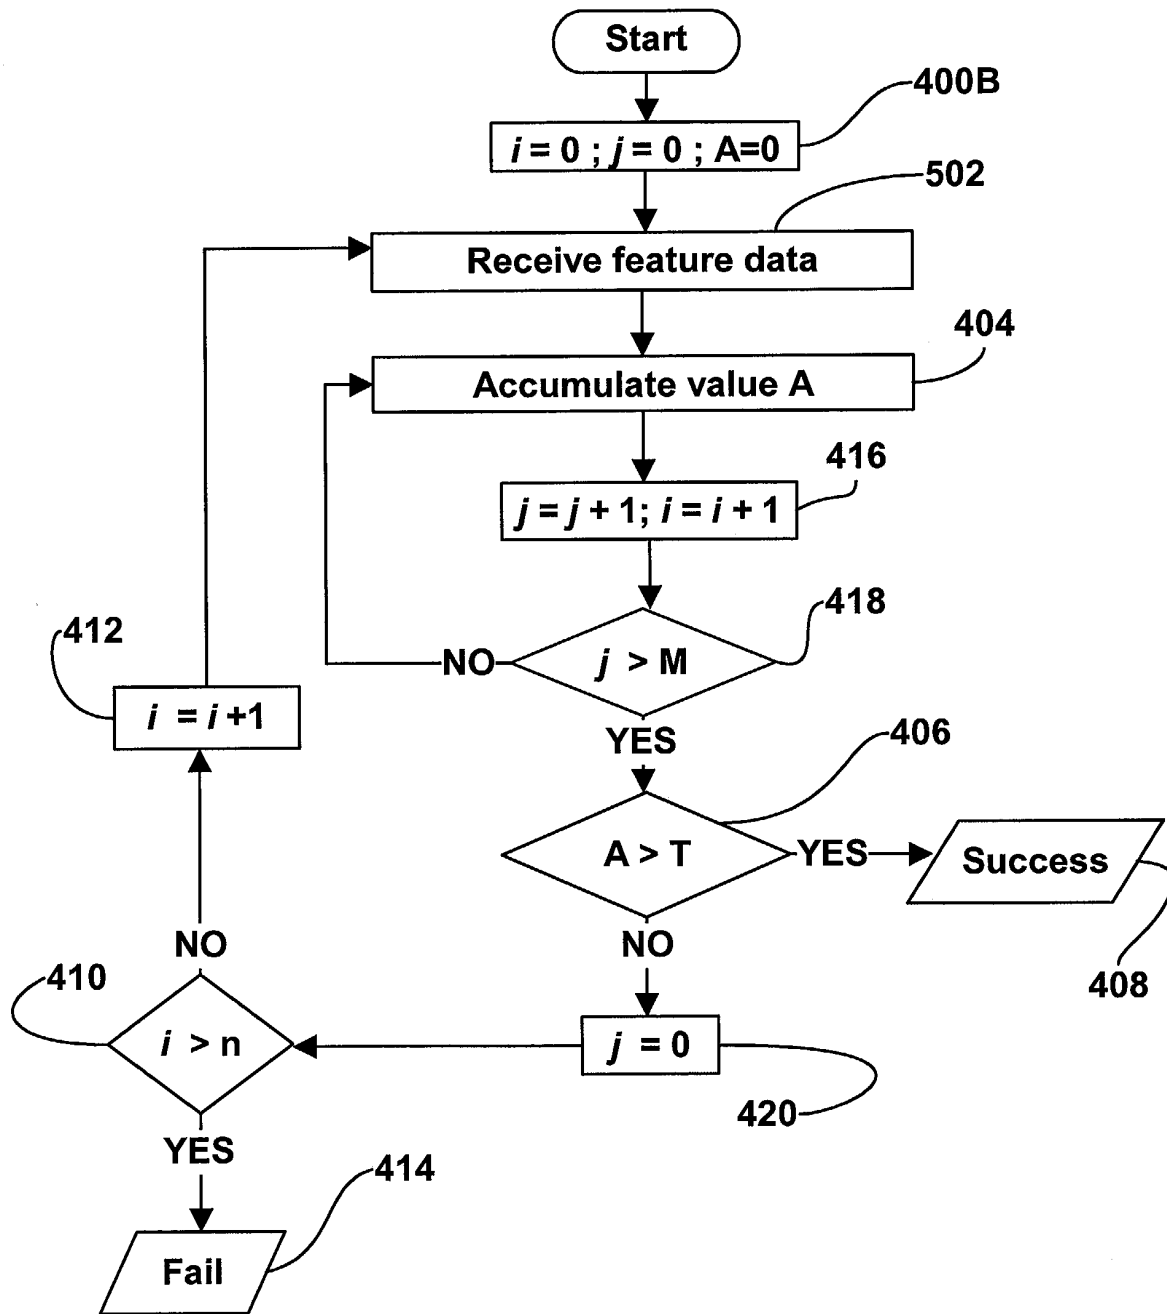 Start
400B
i = 0 ; j = 0 ; A=0
502
Receive feature data
404
Accumulate value A
416
j = j + 1; i = i + 1
418
j > M
NO
412
i = i +1
YES
406
A > T
YES
Success
408
NO
NO
410
i > n
j = 0
420
YES
414
Fail